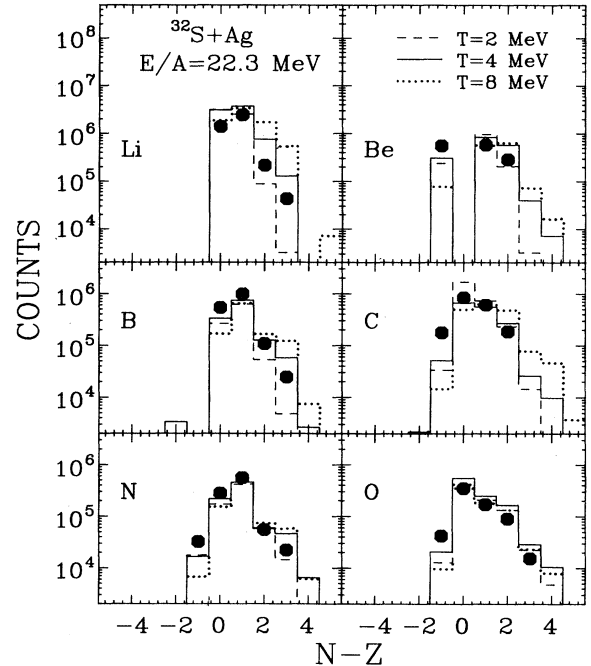 ³²S+Ag
E/A=22.3 MeV
T=2 MeV
T=4 MeV
T=8 MeV
10⁸
10⁷
10⁶
10⁵
10⁴
Li
Be
COUNTS
10⁶
10⁵
10⁴
B
C
10⁶
10⁵
10⁴
N
O
−4 −2 0 2 4 −4 −2 0 2 4
N−Z